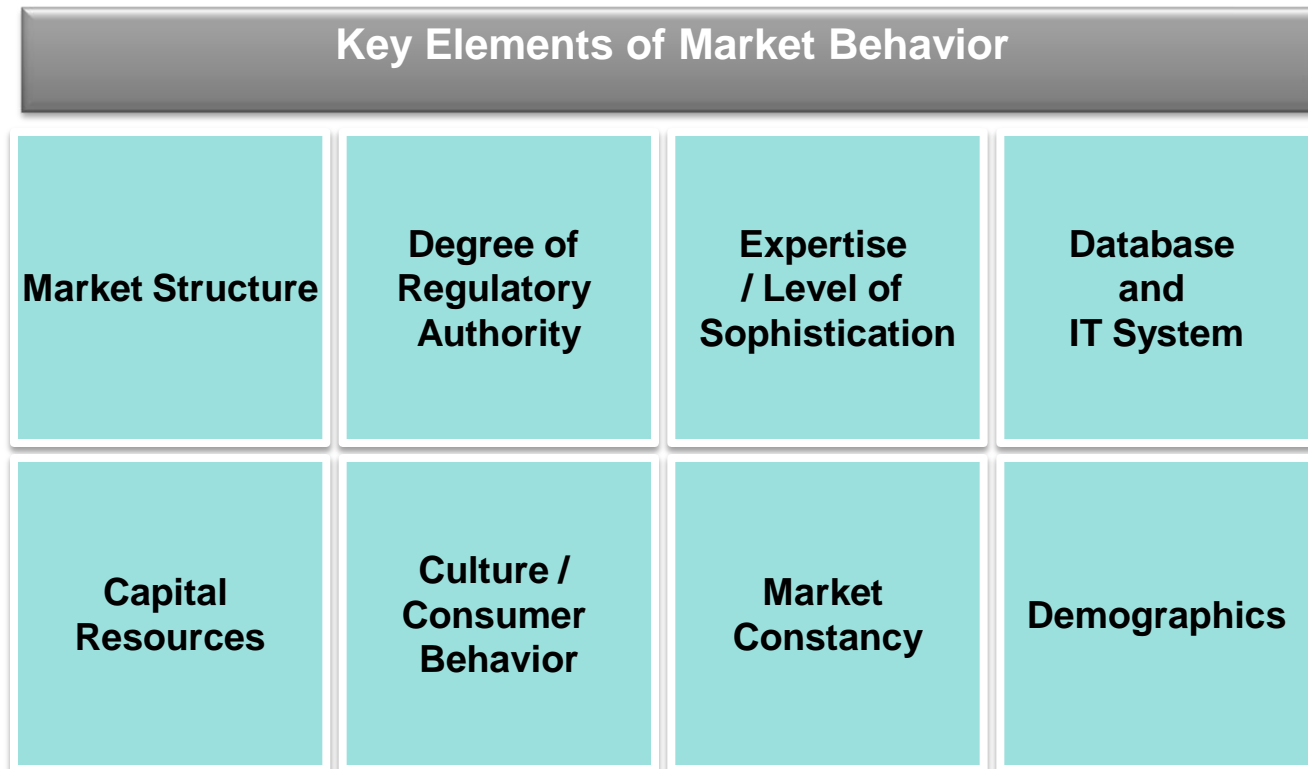 Key Elements of Market Behavior
Market Structure
Degree of
Regulatory
Authority
Expertise
/ Level of
Sophistication
Database
and
IT System
Capital
Resources
Culture /
Consumer
Behavior
Market
Constancy
Demographics